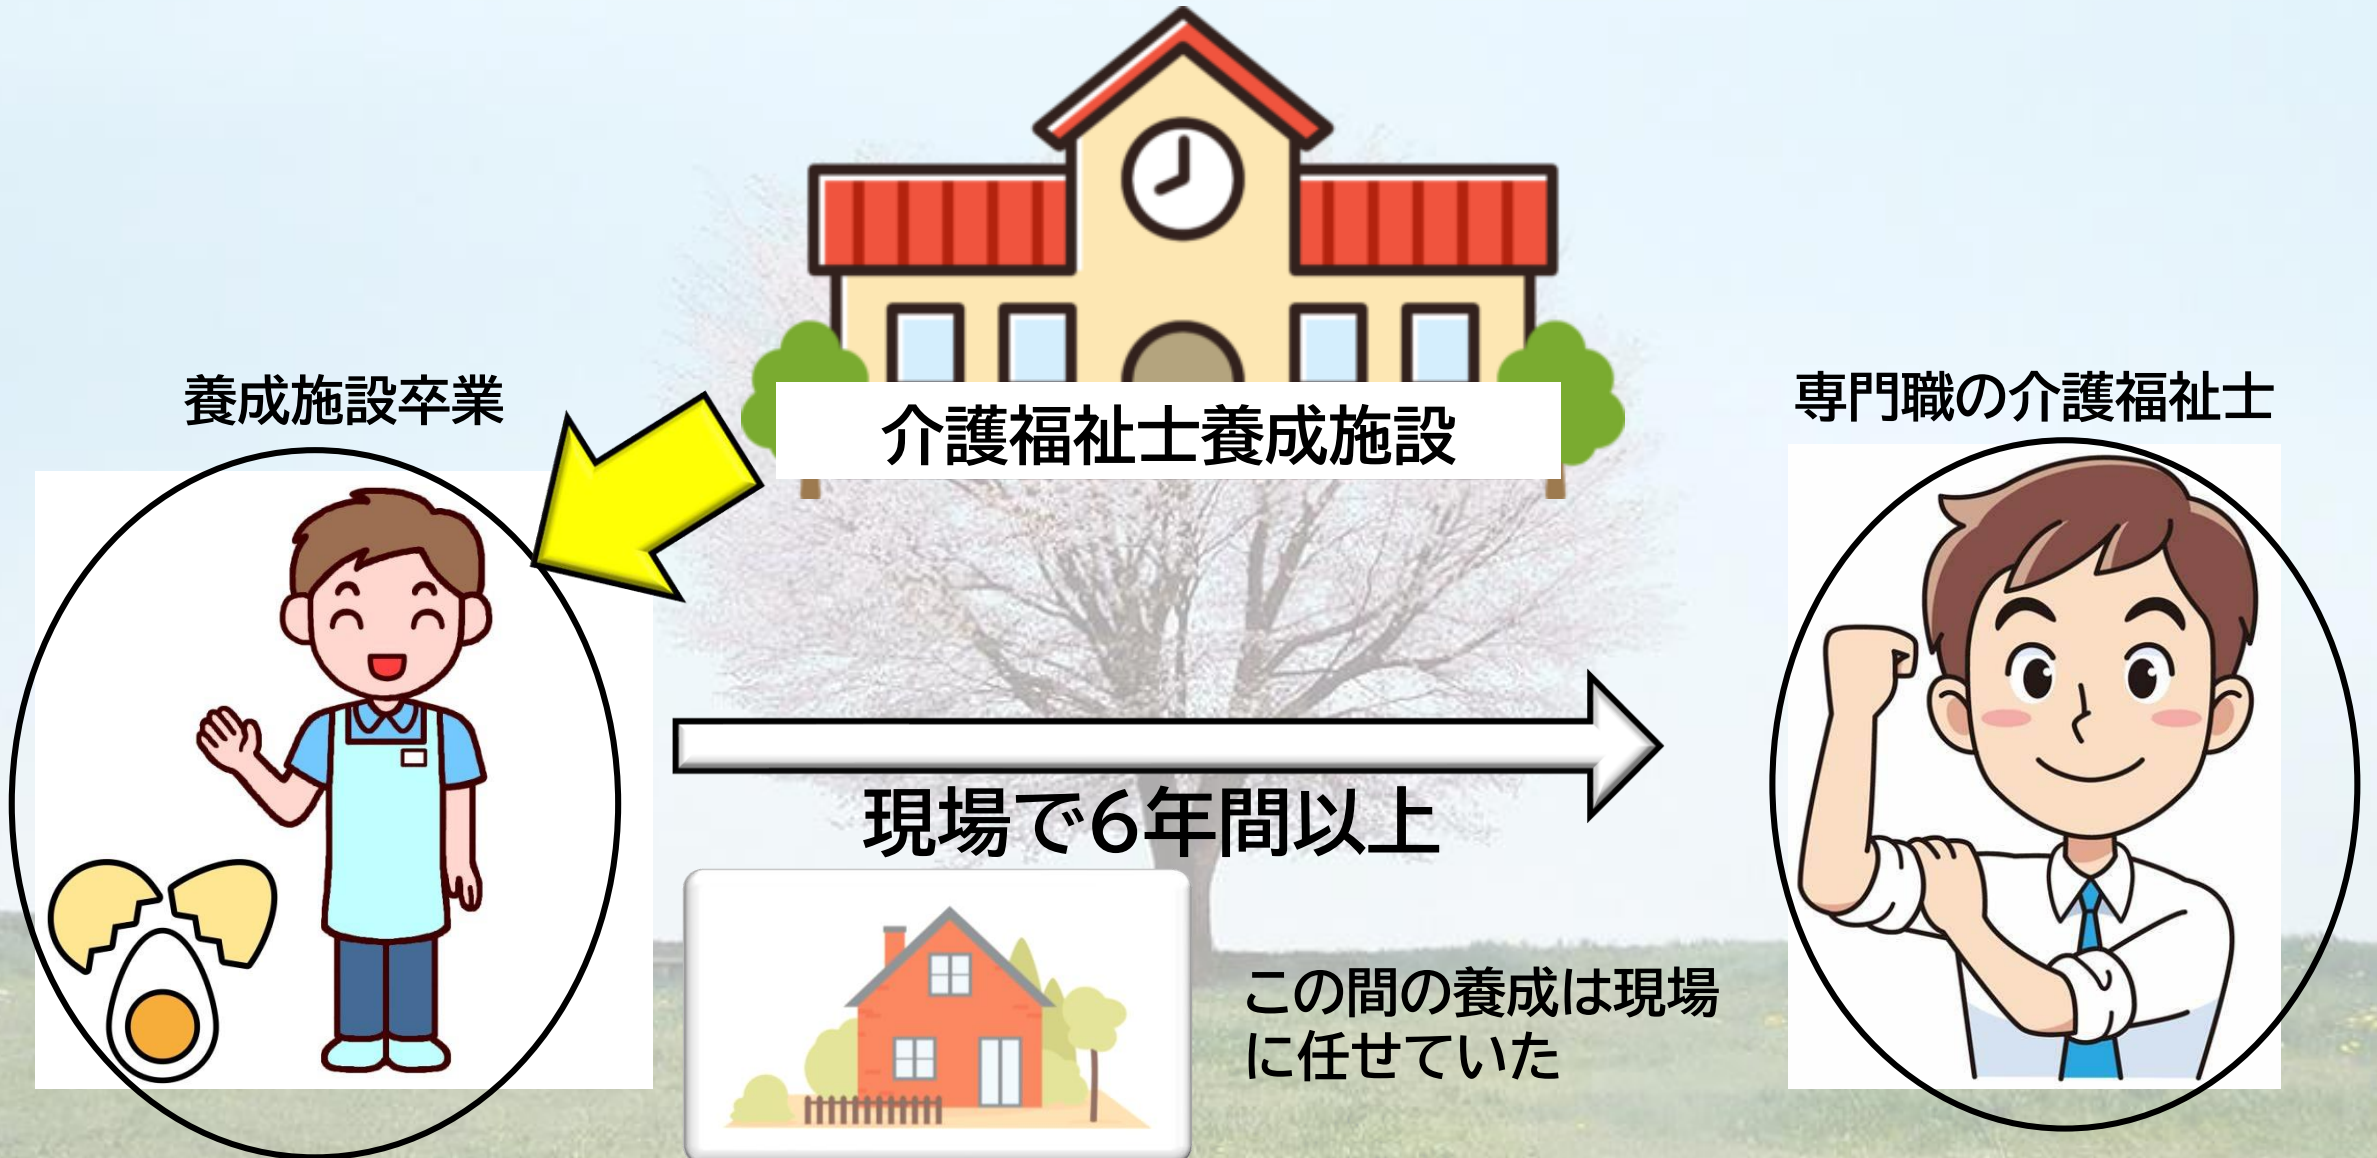 介護福祉士養成施設
養成施設卒業
専門職の介護福祉士
現場で6年間以上
この間の養成は現場
に任せていた